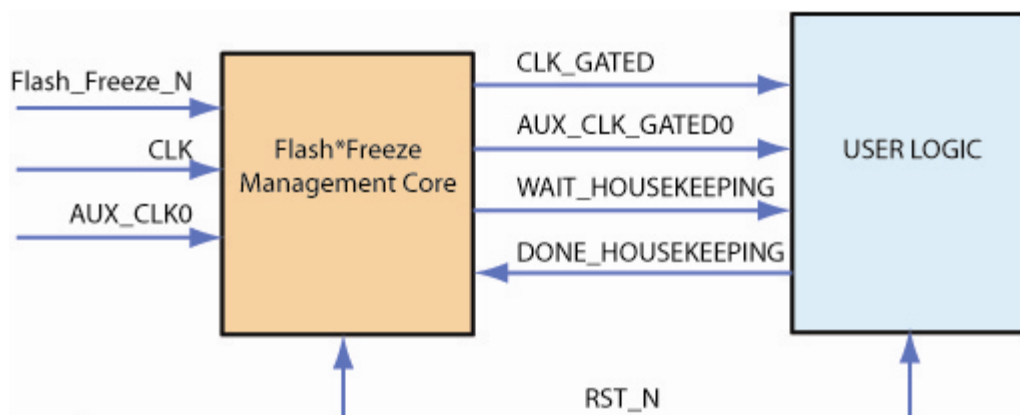 Flash_Freeze_N
CLK
AUX_CLK0
Flash*Freeze
Management Core
CLK_GATED
AUX_CLK_GATED0
WAIT_HOUSEKEEPING
DONE_HOUSEKEEPING
USER LOGIC
RST_N